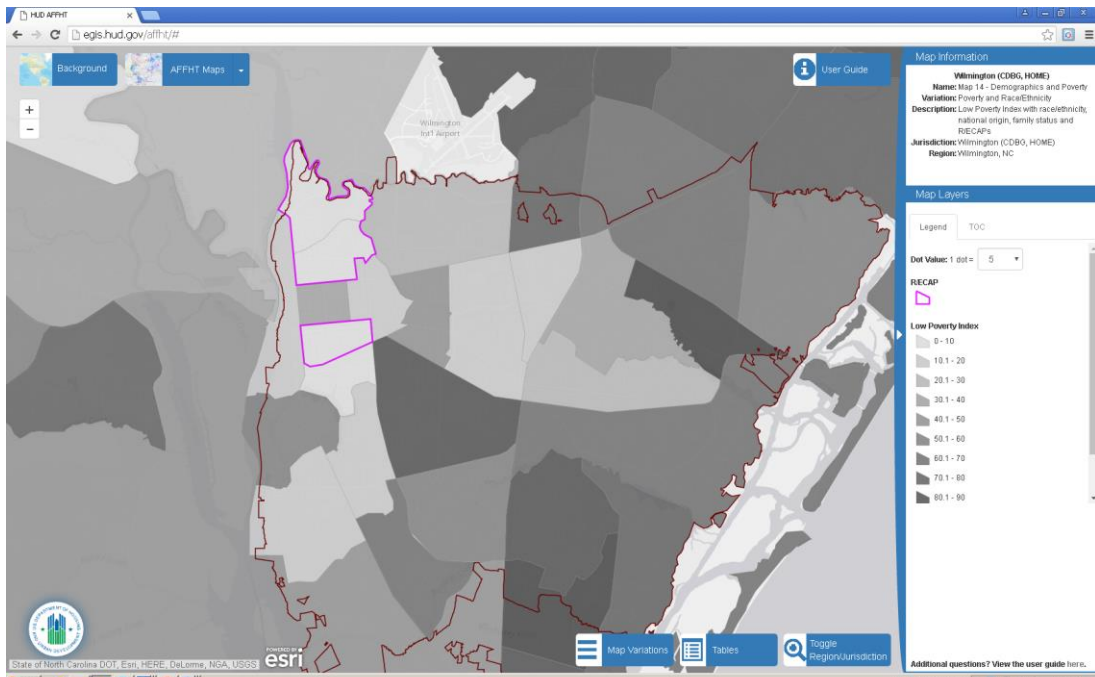 HUD AFFHT
egis.hud.gov/affht/#
Background
AFFHT Maps
User Guide
+
−
Wilmington
Int'l Airport
Map Information
Wilmington (CDBG, HOME)
Name: Map 14 - Demographics and Poverty
Variation: Poverty and Race/Ethnicity
Description: Low Poverty Index with race/ethnicity,
national origin, family status and
R/ECAPs
Jurisdiction: Wilmington (CDBG, HOME)
Region: Wilmington, NC
Map Layers
Legend
TOC
Dot Value: 1 dot = 5
R/ECAP
Low Poverty Index
0 - 10
10.1 - 20
20.1 - 30
30.1 - 40
40.1 - 50
50.1 - 60
60.1 - 70
70.1 - 80
80.1 - 90
Map Variations
Tables
Toggle
Region/Jurisdiction
POWERED BY
esri
State of North Carolina DOT, Esri, HERE, DeLorme, NGA, USGS
Additional questions? View the user guide here.